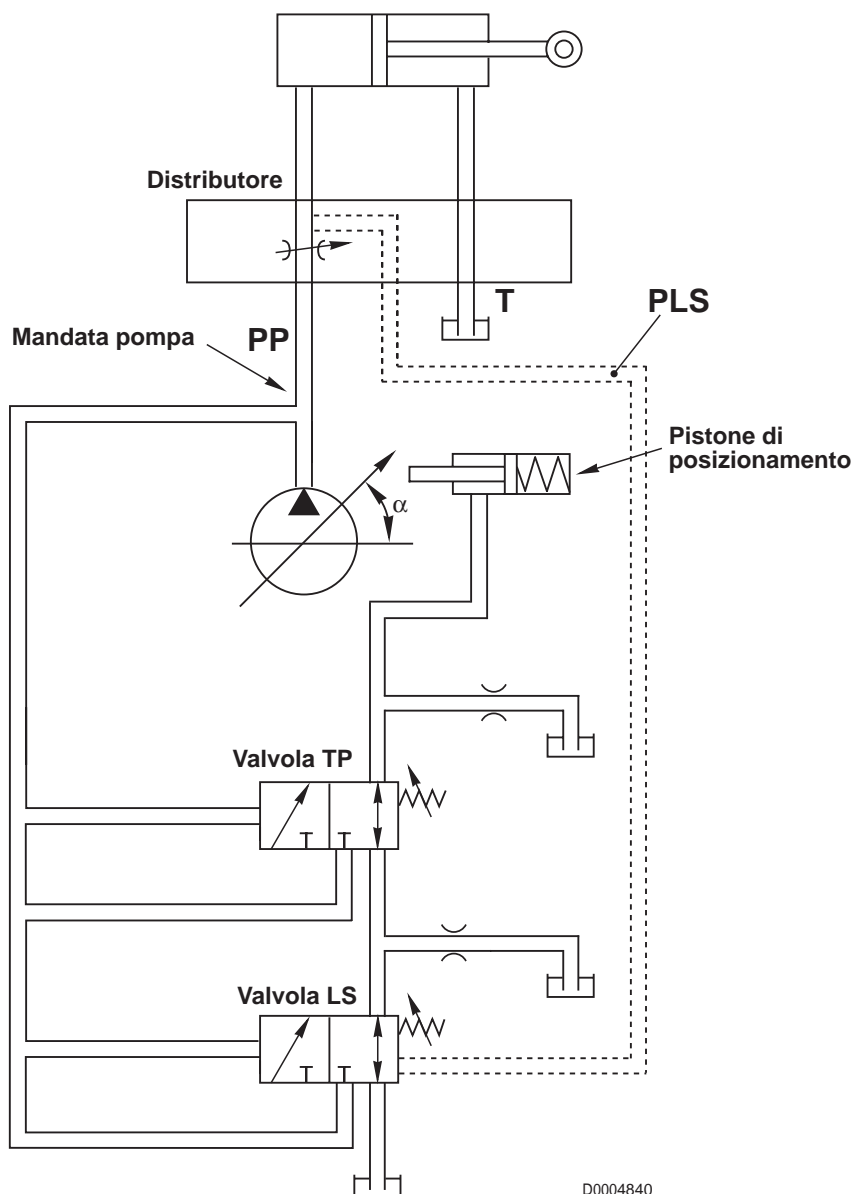 Distributore
T
PLS
Mandata pompa
PP
Pistone di
posizionamento
α
Valvola TP
Valvola LS
D0004840